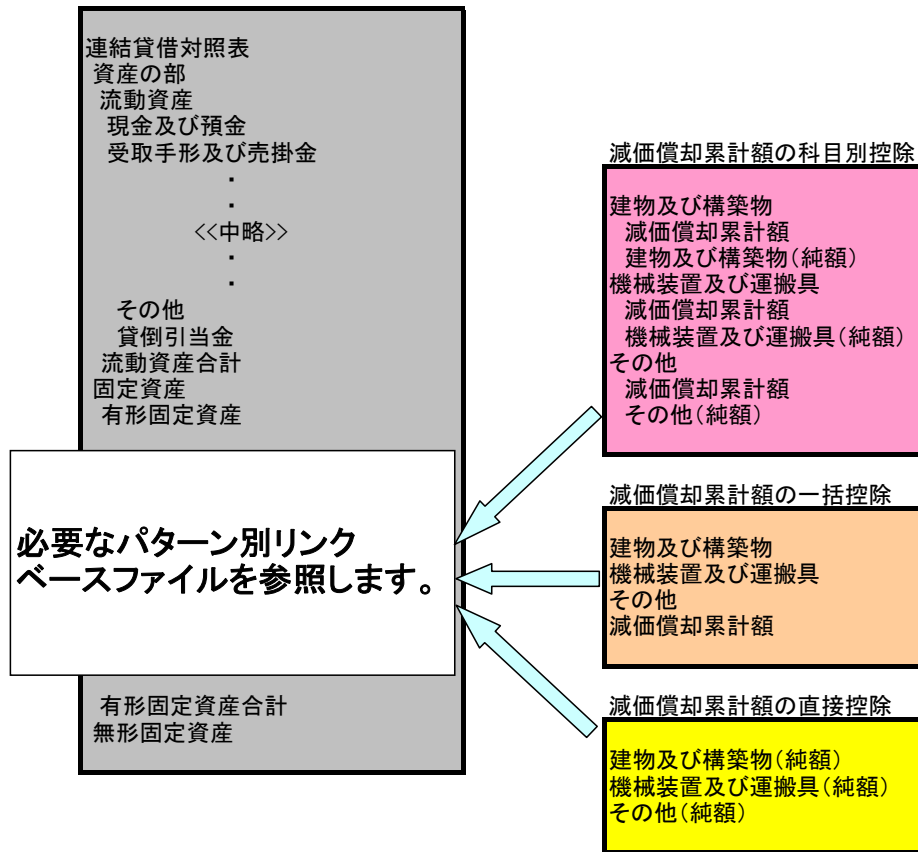 連結貸借対照表
資産の部
流動資産
現金及び預金
受取手形及び売掛金
・
・
<<中略>>
・
・
その他
貸倒引当金
流動資産合計
固定資産
有形固定資産
必要なパターン別リンク
ベースファイルを参照します。
有形固定資産合計
無形固定資産
減価償却累計額の科目別控除
建物及び構築物
減価償却累計額
建物及び構築物(純額)
機械装置及び運搬具
減価償却累計額
機械装置及び運搬具(純額)
その他
減価償却累計額
その他(純額)
減価償却累計額の一括控除
建物及び構築物
機械装置及び運搬具
その他
減価償却累計額
減価償却累計額の直接控除
建物及び構築物(純額)
機械装置及び運搬具(純額)
その他(純額)